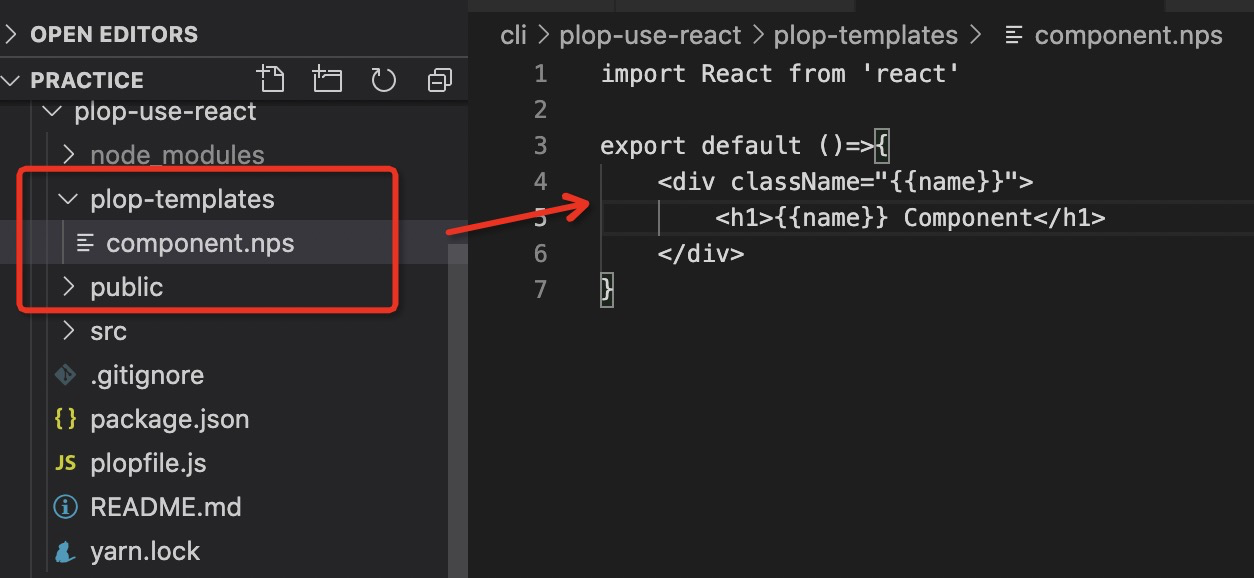 OPEN EDITORS
PRACTICE
plop-use-react
node_modules
plop-templates
component.nps
public
src
.gitignore
package.json
JS plopfile.js
README.md
yarn.lock
cli > plop-use-react > plop-templates > component.nps
1 import React from 'react'
2
3 export default ()=>{
4     <div className="{{name}}">
5         <h1>{{name}} Component</h1>
6     </div>
7 }